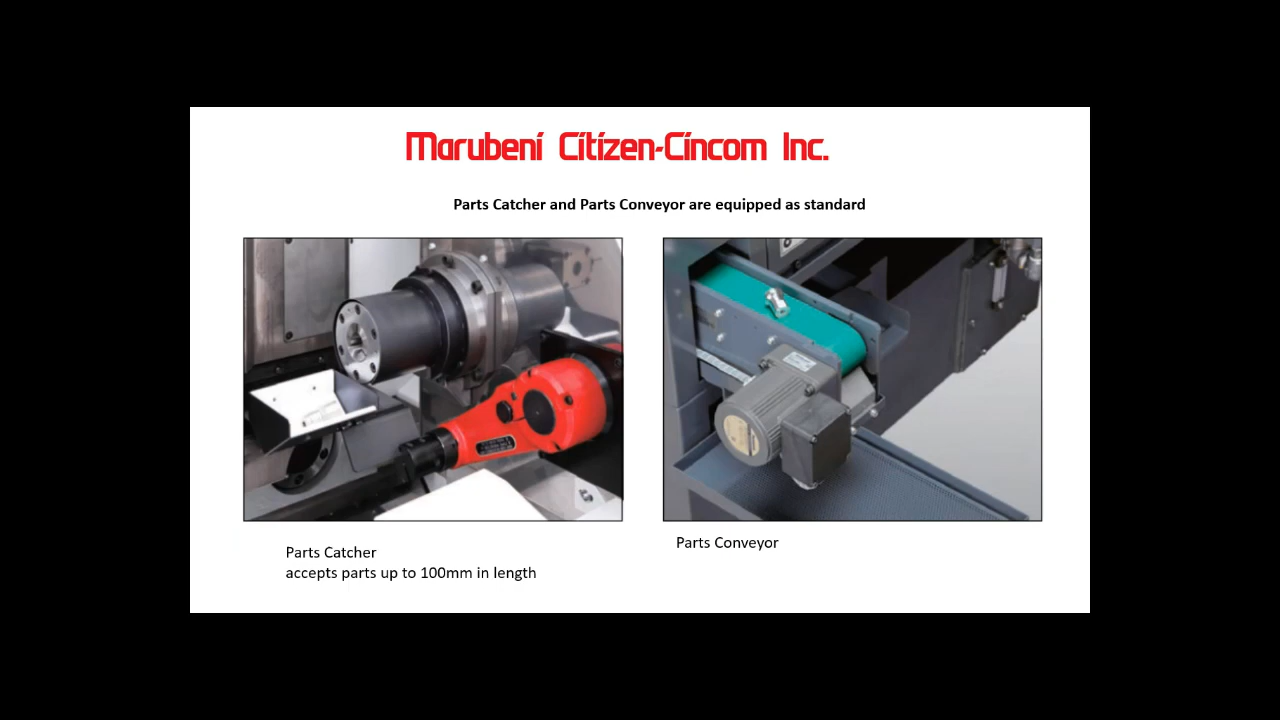 Marubeni Citizen-Cincom Inc.
Parts Catcher and Parts Conveyor are equipped as standard
Parts Catcher
accepts parts up to 100mm in length
Parts Conveyor